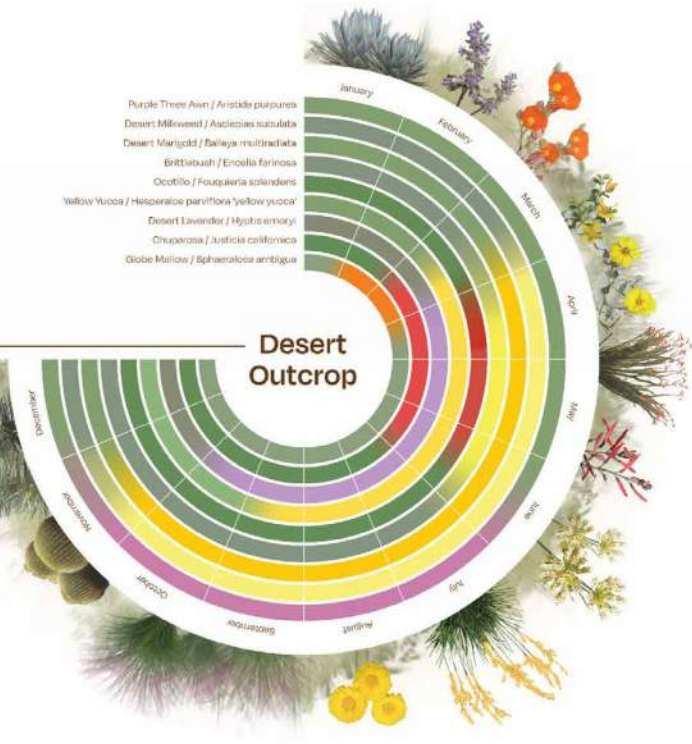 January
February
March
April
May
June
July
August
September
October
November
December
Purple Three Awn / Aristida purpurea
Desert Milkweed / Asclepias subulata
Desert Marigold / Baileya multiradiata
Brittlebush / Encelia farinosa
Ocotillo / Fouquieria splendens
Yellow Yucca / Hesperaloe parviflora 'yellow yucca'
Desert Lavender / Hyptis emoryi
Chuparosa / Justicia californica
Globe Mallow / Sphaeralcea ambigua
Desert
Outcrop